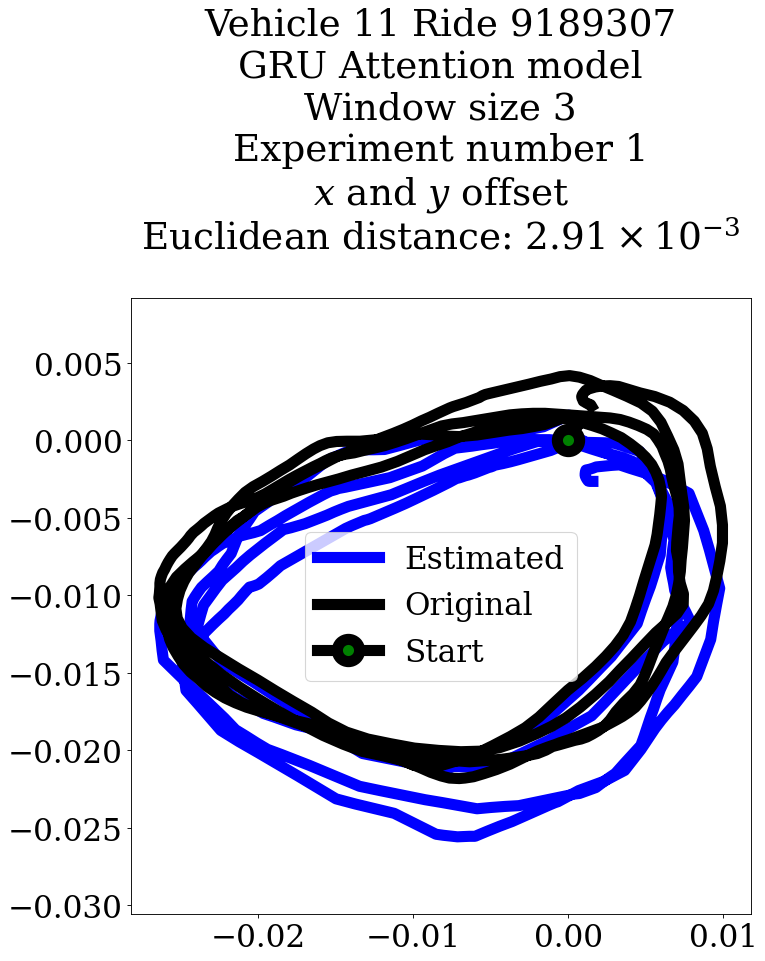 Vehicle 11 Ride 9189307
GRU Attention model
Window size 3
Experiment number 1
x and y offset
Euclidean distance: 2.91 × 10⁻³
0.005
0.000
−0.005
−0.010
−0.015
−0.020
−0.025
−0.030
Estimated
Original
Start
−0.02
−0.01
0.00
0.01